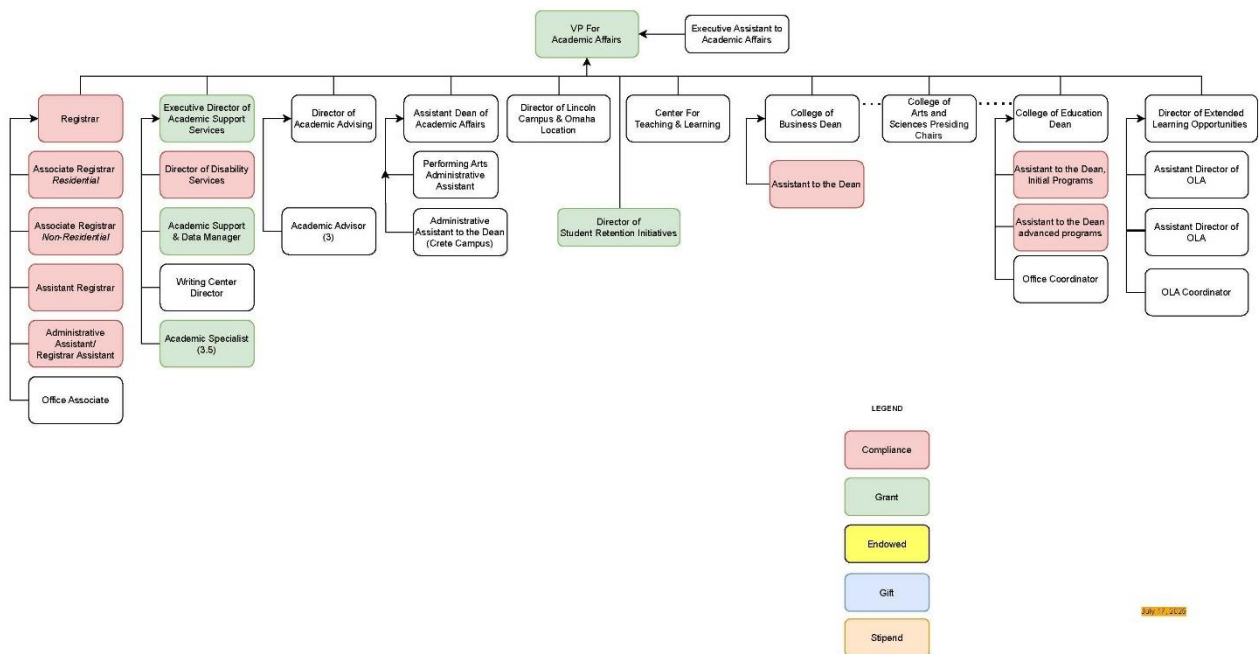 VP For
Academic Affairs
Executive Assistant to
Academic Affairs
Registrar
Executive Director of
Academic Support
Services
Director of
Academic Advising
Assistant Dean of
Academic Affairs
Director of Lincoln
Campus & Omaha
Location
Center For
Teaching & Learning
College of
Business Dean
College of
Arts and
Sciences Presiding
Chairs
College of Education
Dean
Director of Extended
Learning Opportunities
Associate Registrar
Residential
Director of Disability
Services
Performing Arts
Administrative
Assistant
Assistant to the Dean
Assistant to the Dean,
Initial Programs
Assistant Director of
OLA
Associate Registrar
Non-Residential
Academic Support
& Data Manager
Academic Advisor
(3)
Administrative
Assistant to the Dean
(Crete Campus)
Director of
Student Retention Initiatives
Assistant to the Dean
advanced programs
Assistant Director of
OLA
Assistant Registrar
Writing Center
Director
Office Coordinator
OLA Coordinator
Administrative
Assistant/
Registrar Assistant
Academic Specialist
(3.5)
Office Associate
LEGEND
Compliance
Grant
Endowed
Gift
Stipend